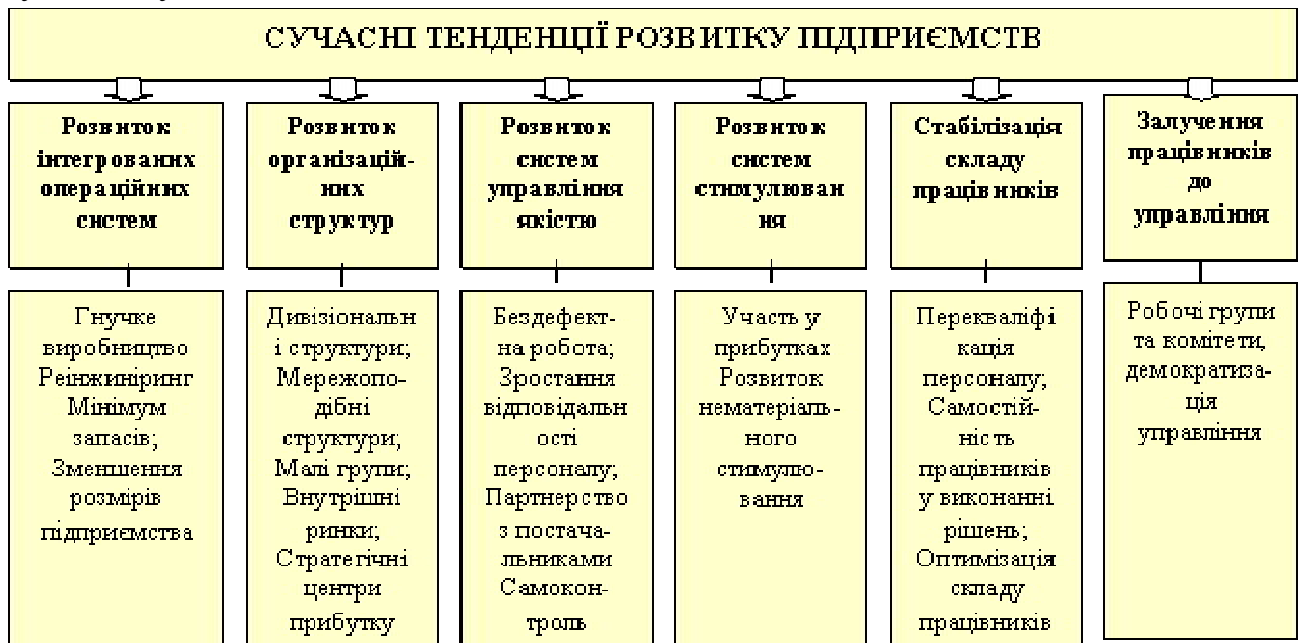 СУЧАСНІ ТЕНДЕНЦІЇ РОЗВИТКУ ПІДПРИЄМСТВ
Розвиток
інтегрованих
операційних
систем
Розвиток
організацій-
них
структур
Розвиток
систем
управління
якістю
Розвиток
систем
стимулюван
ня
Стабілізація
складу
працівників
Залучення
працівників
до
управління
Гнучке
виробництво
Реінжиніринг
Мінімум
запасів;
Зменшення
розмірів
підприємства
Дивізіональн
і структури;
Мережопо-
дібні
структури;
Малі групи;
Внутрішні
ринки;
Стратегічні
центри
прибутку
Бездефект-
на робота;
Зростання
відповідальн
ості
персоналу;
Партнерство
з постача-
льниками
Самокон-
троль
Участь у
прибутках
Розвиток
нематеріаль-
ного
стимулю-
вання
Перекваліфі
кація
персоналу;
Самостій-
ність
працівників
у виконанні
рішень;
Оптимізація
складу
працівників
Робочі групи
та комітети,
демократиза-
ція
управління